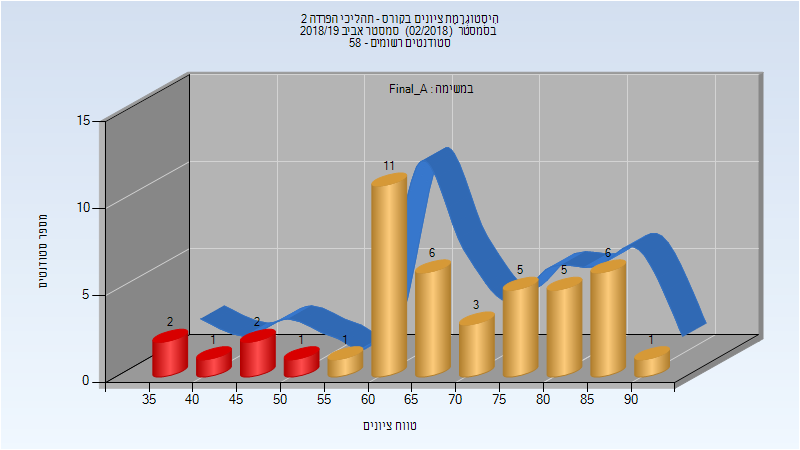 היסטוגרמת ציונים בקורס - תהליכי הפרדה 2
בסמסטר (02/2018) סמסטר אביב 2018/19
סטודנטים רשומים - 58
במשימה : Final_A
15
10
5
0
מספר סטודנטים
2
1
2
1
1
11
6
3
5
5
6
1
35 40 45 50 55 60 65 70 75 80 85 90
טווח ציונים